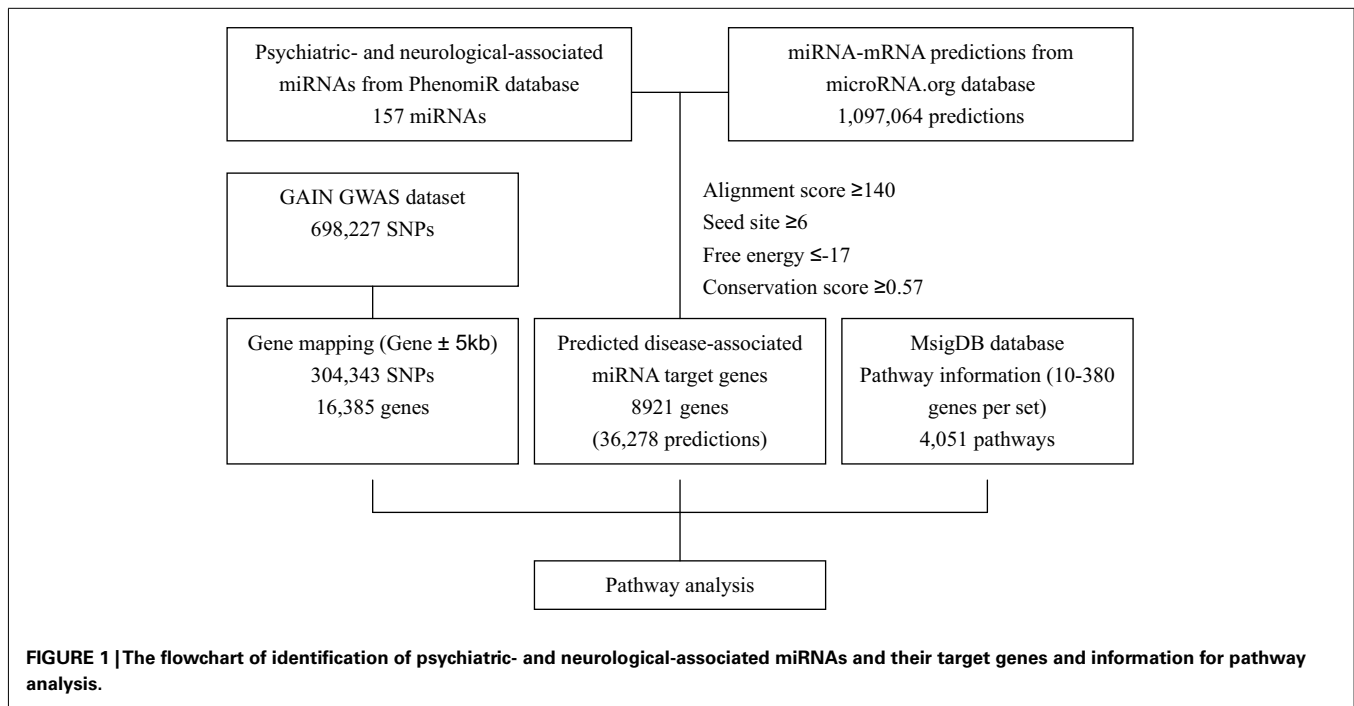 Psychiatric- and neurological-associated
miRNAs from PhenomiR database
157 miRNAs
miRNA-mRNA predictions from
microRNA.org database
1,097,064 predictions
GAIN GWAS dataset
698,227 SNPs
Alignment score ≥140
Seed site ≥6
Free energy ≤-17
Conservation score ≥0.57
Gene mapping (Gene ± 5kb)
304,343 SNPs
16,385 genes
Predicted disease-associated
miRNA target genes
8921 genes
(36,278 predictions)
MsigDB database
Pathway information (10-380
genes per set)
4,051 pathways
Pathway analysis
FIGURE 1 | The flowchart of identification of psychiatric- and neurological-associated miRNAs and their target genes and information for pathway
analysis.